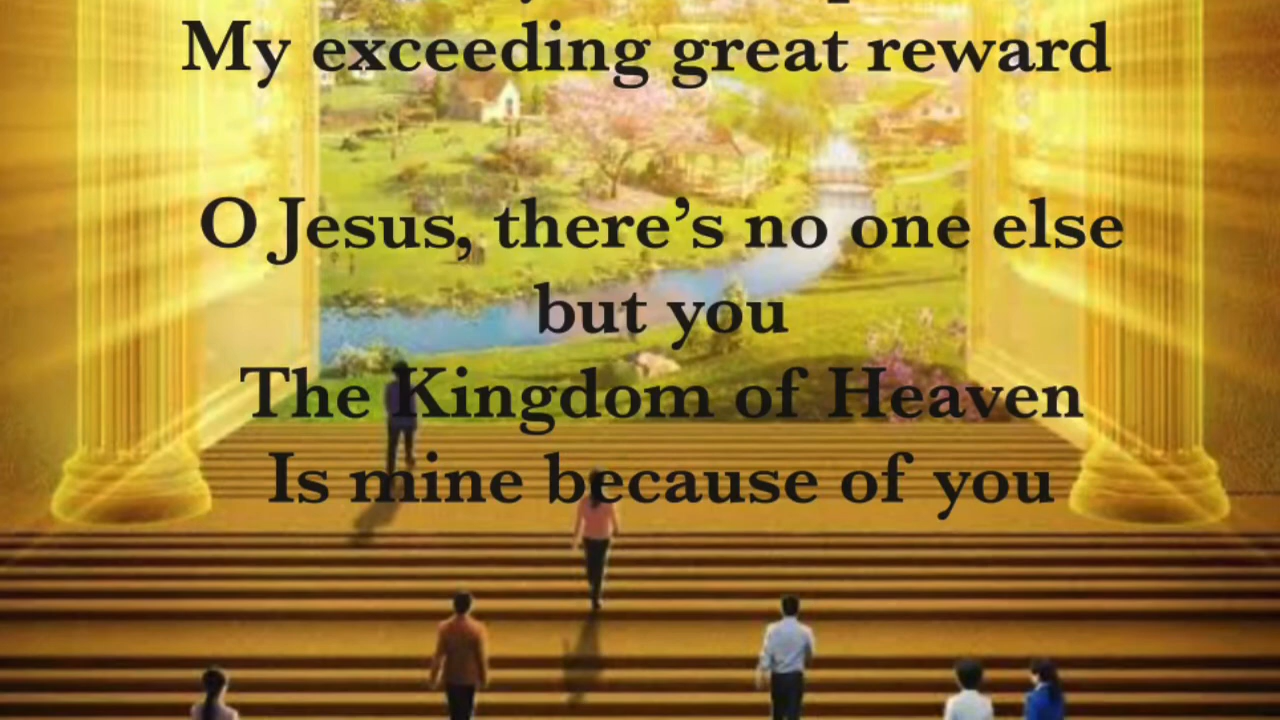 My exceeding great reward
O Jesus, there’s no one else
but you
The Kingdom of Heaven
Is mine because of you